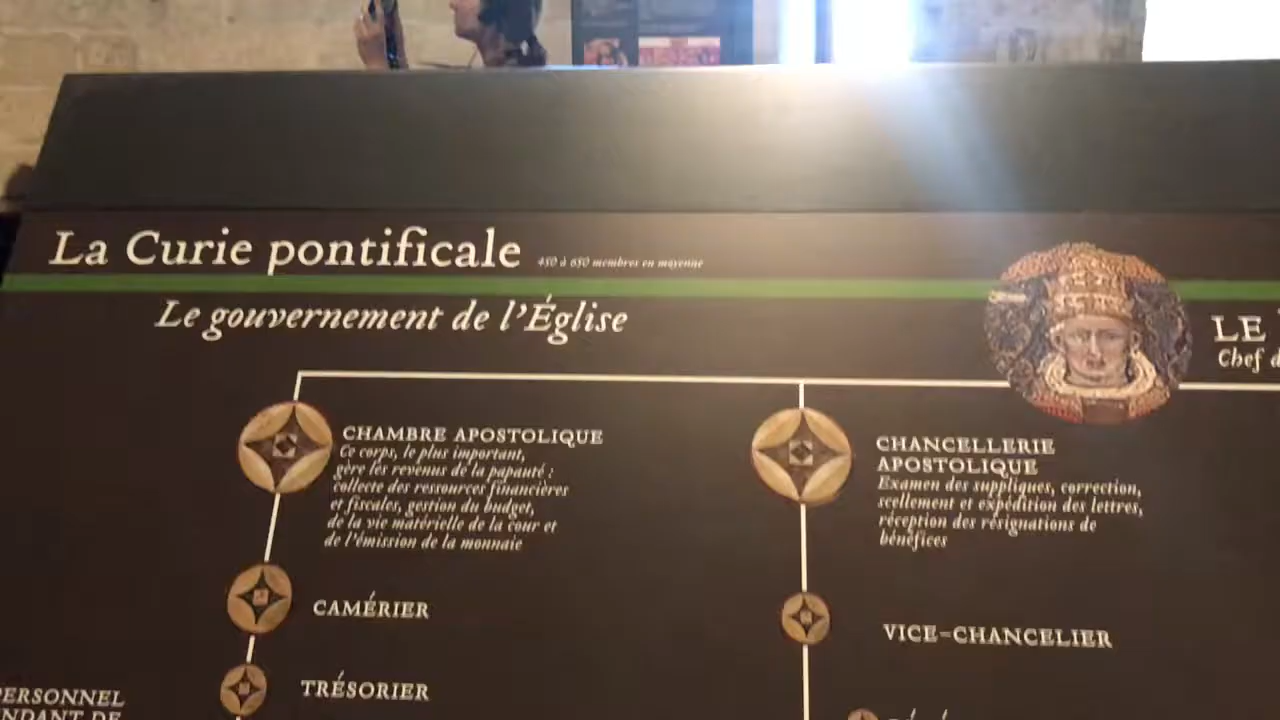 La Curie pontificale 450 à 650 membres en moyenne
Le gouvernement de l'Église
LE
Chef
CHAMBRE APOSTOLIQUE
Ce corps, le plus important,
gère les revenus de la papauté :
collecte des ressources financières
et fiscales, gestion du budget,
de la vie matérielle de la cour et
de l'émission de la monnaie
CHANCELLERIE
APOSTOLIQUE
Examen des suppliques, correction,
scellement et expédition des lettres,
réception des résignations de
bénéfices
CAMÉRIER
VICE-CHANCELIER
TRÉSORIER
PERSONNEL
DE